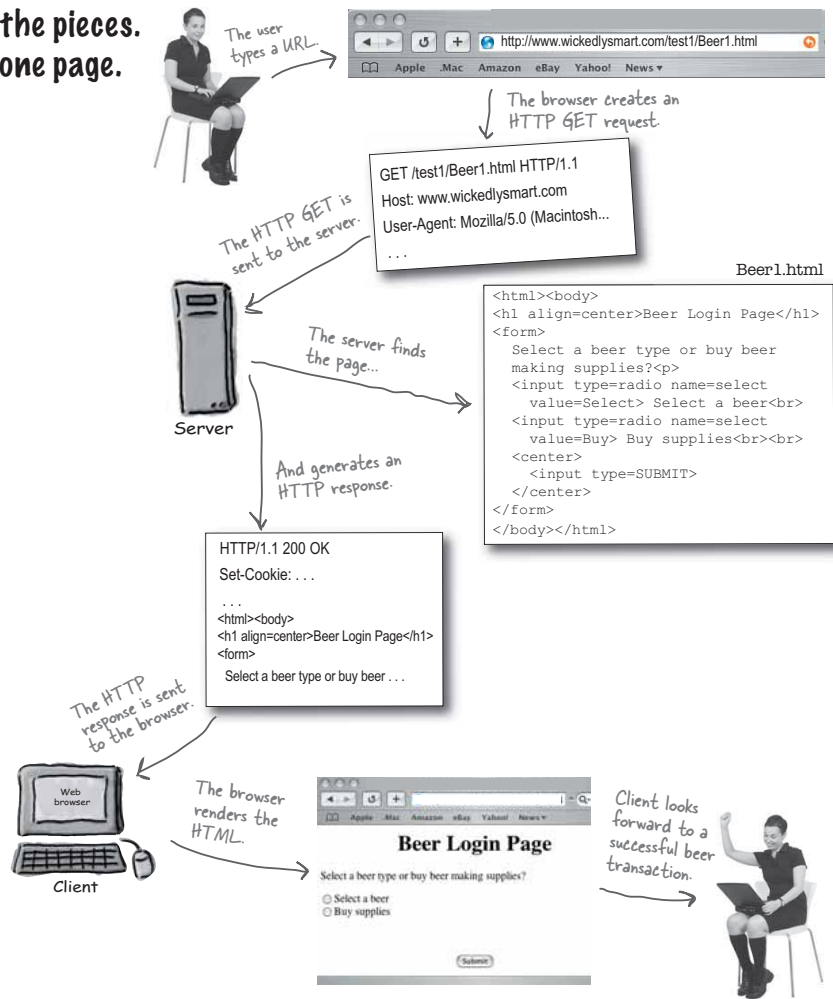 the pieces.
one page.
The user
types a URL.
http://www.wickedlysmart.com/test1/Beer1.html
Apple .Mac Amazon eBay Yahoo! News ▾
The browser creates an
HTTP GET request.
GET /test1/Beer1.html HTTP/1.1
Host: www.wickedlysmart.com
User-Agent: Mozilla/5.0 (Macintosh...
. . .
The HTTP GET is
sent to the server.
Server
The server finds
the page...
Beer1.html
<html><body>
<h1 align=center>Beer Login Page</h1>
<form>
Select a beer type or buy beer
making supplies?<p>
<input type=radio name=select
value=Select> Select a beer<br>
<input type=radio name=select
value=Buy> Buy supplies<br><br>
<center>
<input type=SUBMIT>
</center>
</form>
</body></html>
And generates an
HTTP response.
HTTP/1.1 200 OK
Set-Cookie: . . .
. . .
<html><body>
<h1 align=center>Beer Login Page</h1>
<form>
Select a beer type or buy beer . . .
The HTTP
response is sent
to the browser.
Web
browser
Client
The browser
renders the
HTML.
Apple .Mac Amazon eBay Yahoo! News ▾
Beer Login Page
Select a beer type or buy beer making supplies?
Select a beer
Buy supplies
Submit
Client looks
forward to a
successful beer
transaction.